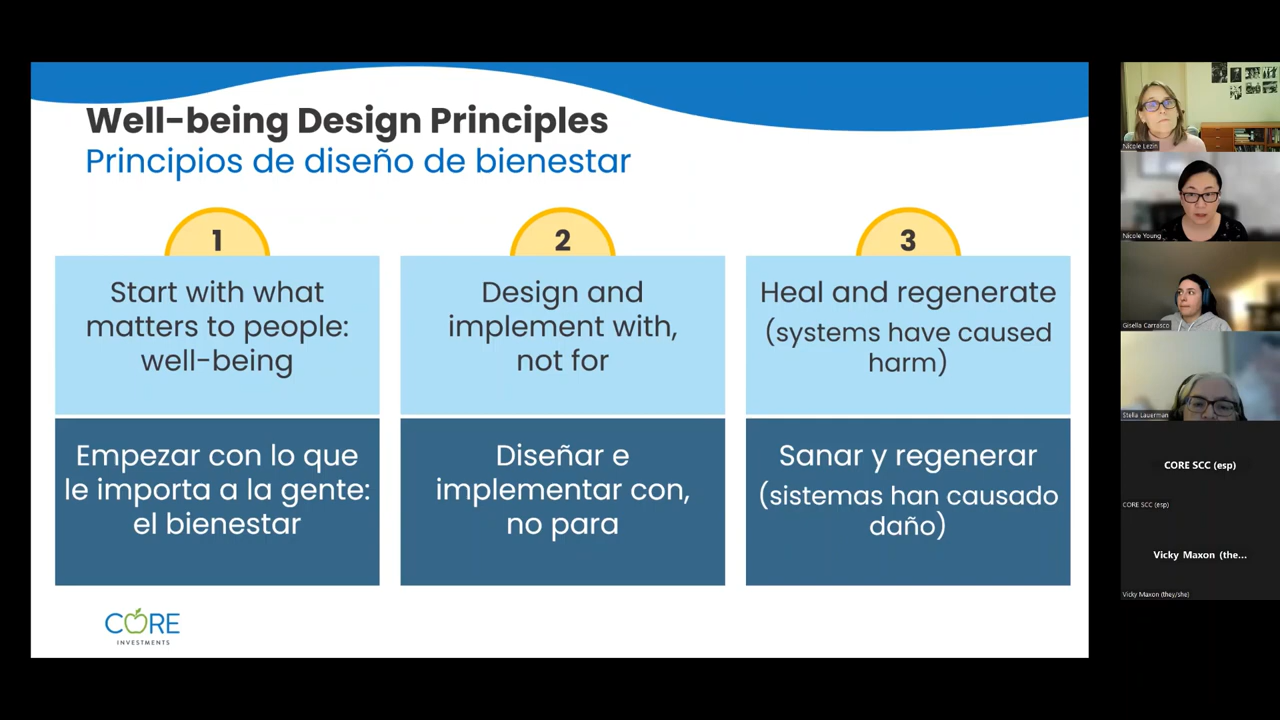 Well-being Design Principles
Principios de diseño de bienestar
1
Start with what
matters to people:
well-being
Empezar con lo que
le importa a la gente:
el bienestar
2
Design and
implement with,
not for
Diseñar e
implementar con,
no para
3
Heal and regenerate
(systems have caused
harm)
Sanar y regenerar
(sistemas han causado
daño)
CORE
INVESTMENTS
Nicole Lezin
Nicole Young
Gisella Carrasco
Stella Lauerman
CORE SCC (esp)
CORE SCC (esp)
Vicky Maxon (the...
Vicky Maxon (they/she)